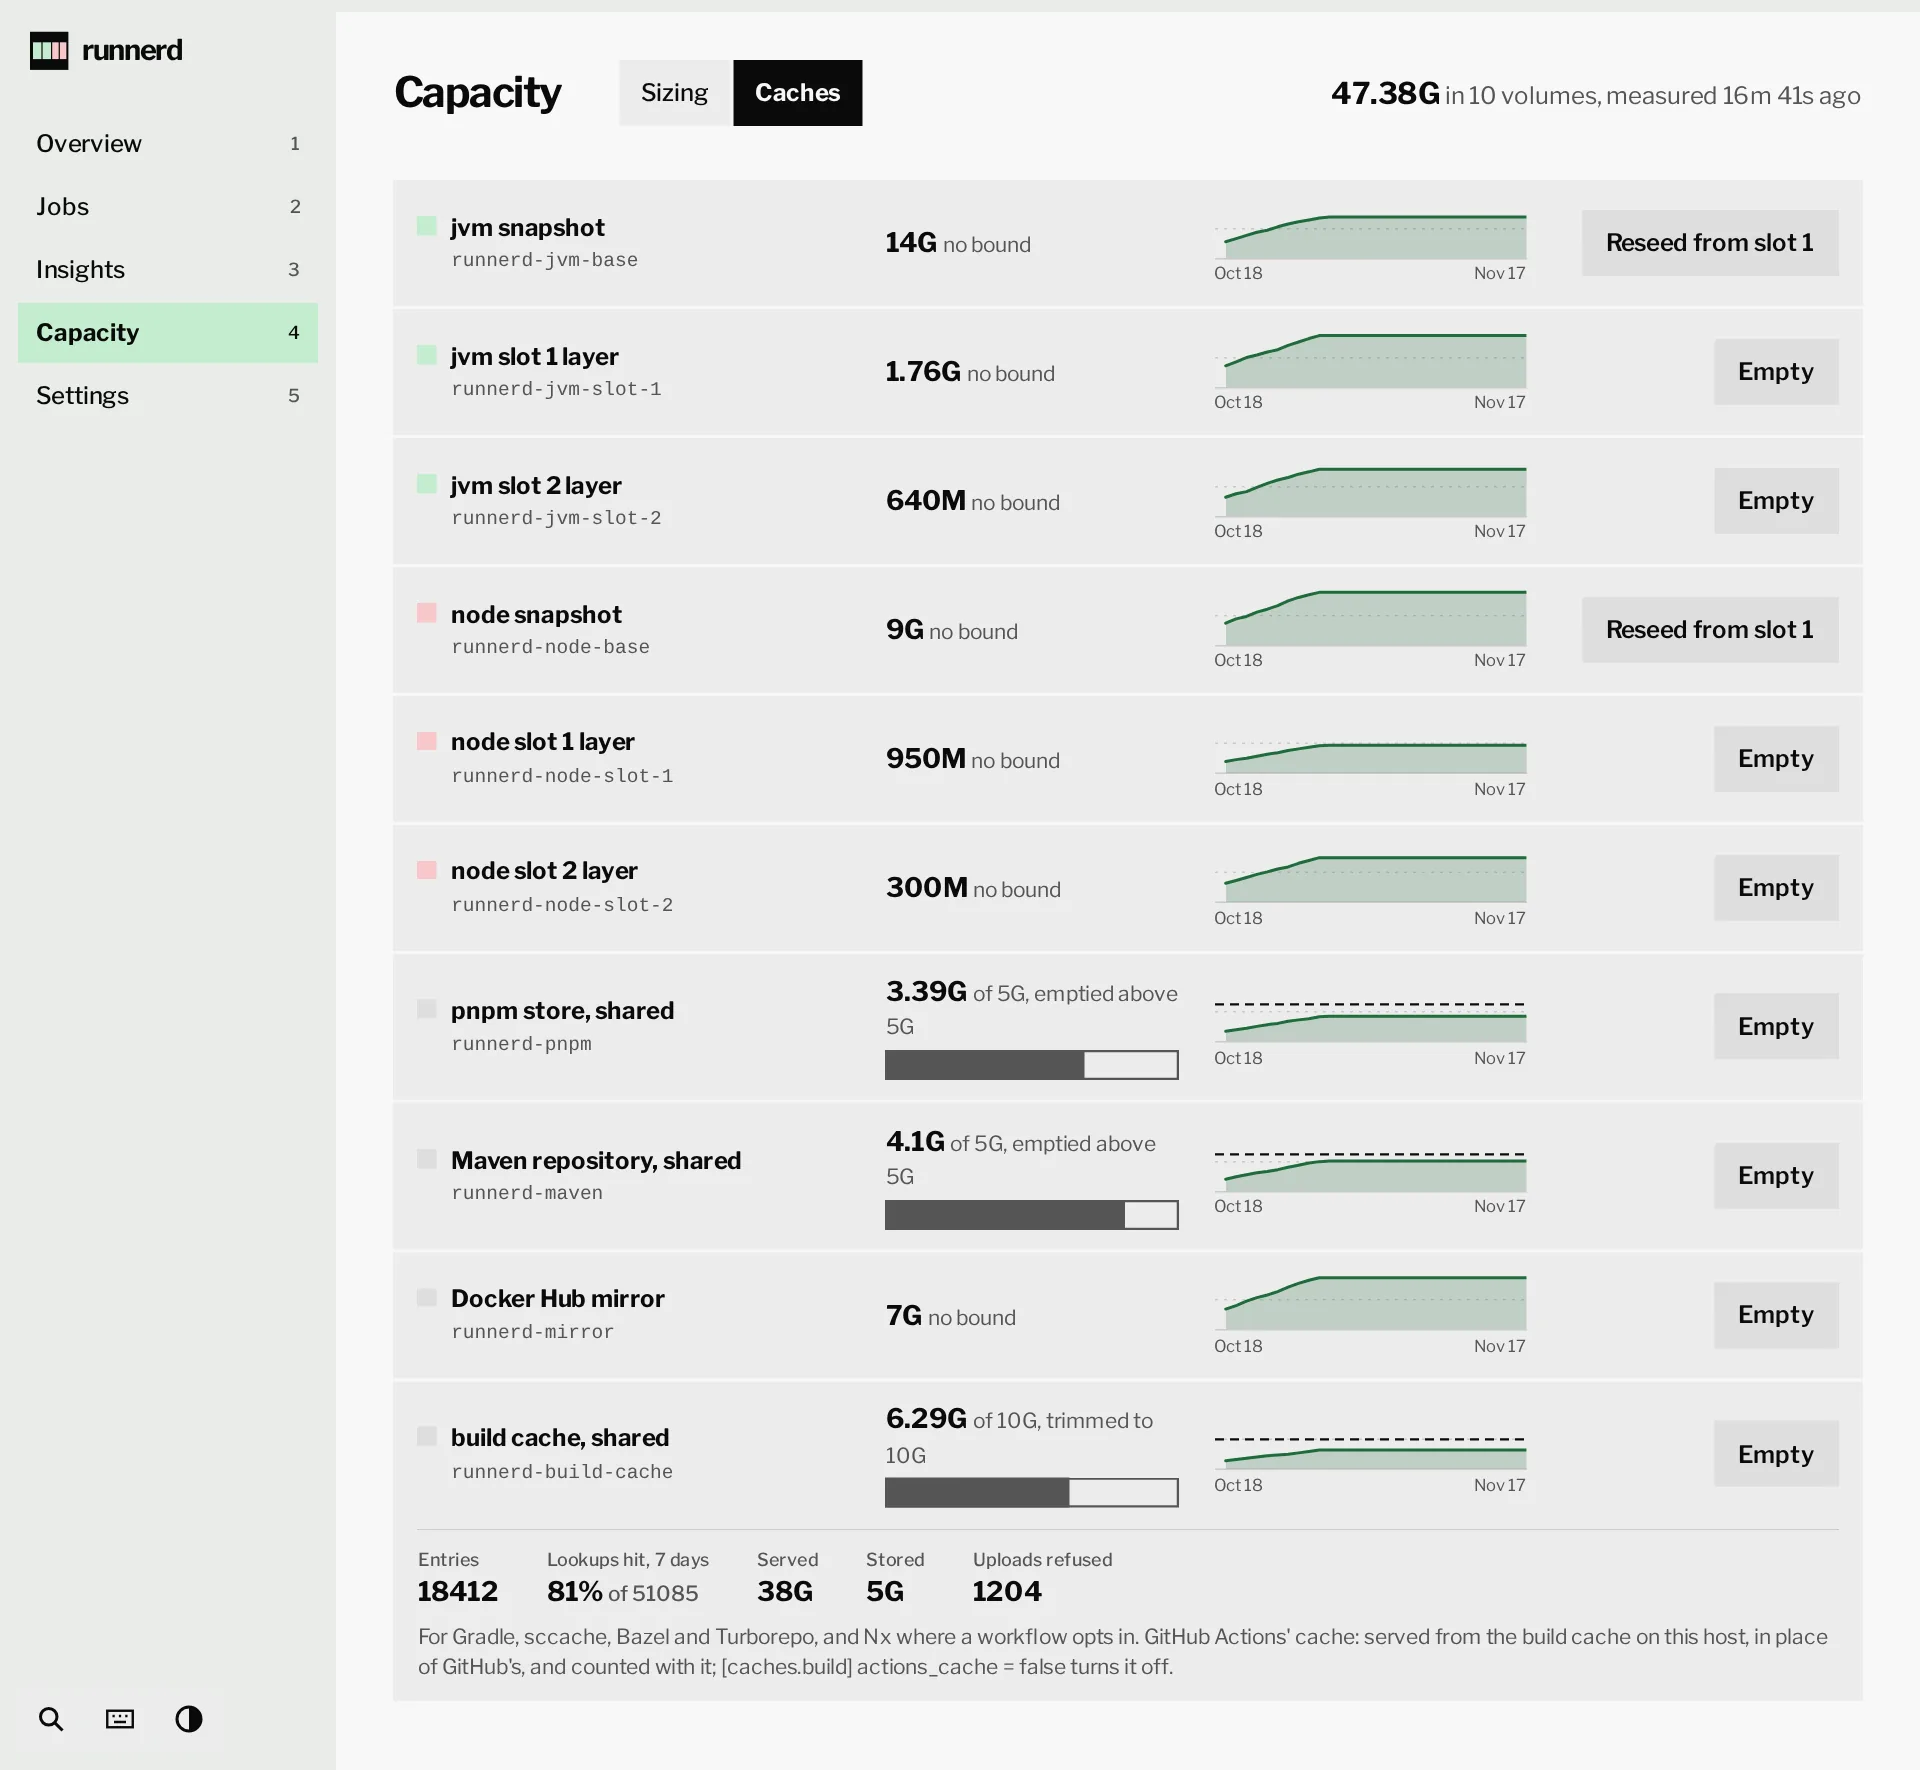 runnerd
Overview 1
Jobs 2
Insights 3
Capacity 4
Settings 5
Capacity
Sizing
Caches
47.38G in 10 volumes, measured 16m 41s ago
jvm snapshot
runnerd-jvm-base
14G no bound
Oct 18 Nov 17
Reseed from slot 1
jvm slot 1 layer
runnerd-jvm-slot-1
1.76G no bound
Oct 18 Nov 17
Empty
jvm slot 2 layer
runnerd-jvm-slot-2
640M no bound
Oct 18 Nov 17
Empty
node snapshot
runnerd-node-base
9G no bound
Oct 18 Nov 17
Reseed from slot 1
node slot 1 layer
runnerd-node-slot-1
950M no bound
Oct 18 Nov 17
Empty
node slot 2 layer
runnerd-node-slot-2
300M no bound
Oct 18 Nov 17
Empty
pnpm store, shared
runnerd-pnpm
3.39G of 5G, emptied above
5G
Oct 18 Nov 17
Empty
Maven repository, shared
runnerd-maven
4.1G of 5G, emptied above
5G
Oct 18 Nov 17
Empty
Docker Hub mirror
runnerd-mirror
7G no bound
Oct 18 Nov 17
Empty
build cache, shared
runnerd-build-cache
6.29G of 10G, trimmed to
10G
Oct 18 Nov 17
Empty
Entries
18412
Lookups hit, 7 days
81% of 51085
Served
38G
Stored
5G
Uploads refused
1204
For Gradle, sccache, Bazel and Turborepo, and Nx where a workflow opts in. GitHub Actions' cache: served from the build cache on this host, in place
of GitHub's, and counted with it; [caches.build] actions_cache = false turns it off.